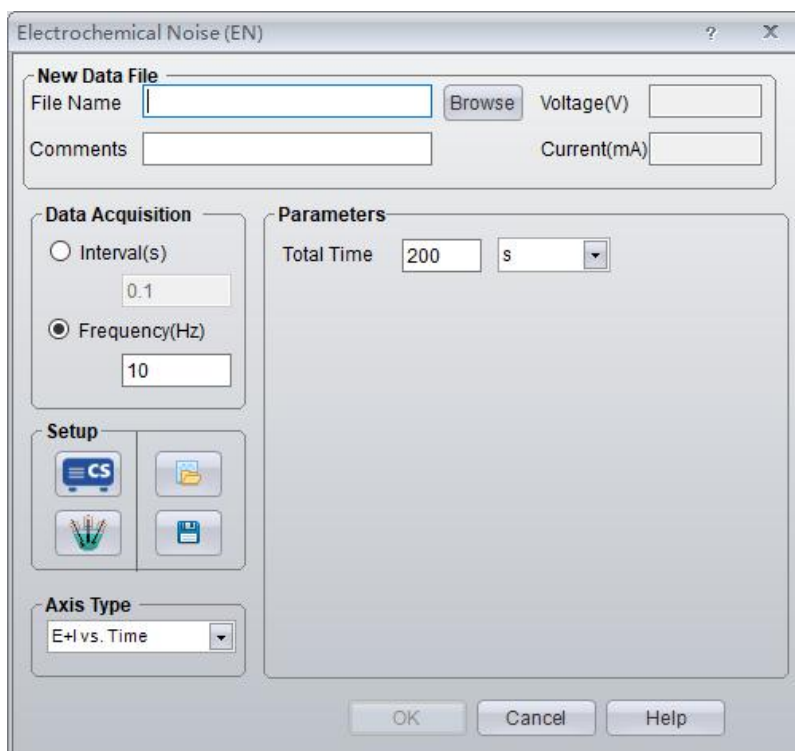 Electrochemical Noise (EN)
? X
New Data File
File Name Browse Voltage(V)
Comments Current(mA)
Data Acquisition
Interval(s)
0.1
Frequency(Hz)
10
Parameters
Total Time 200 s
Setup
CS
Axis Type
E+I vs. Time
OK Cancel Help